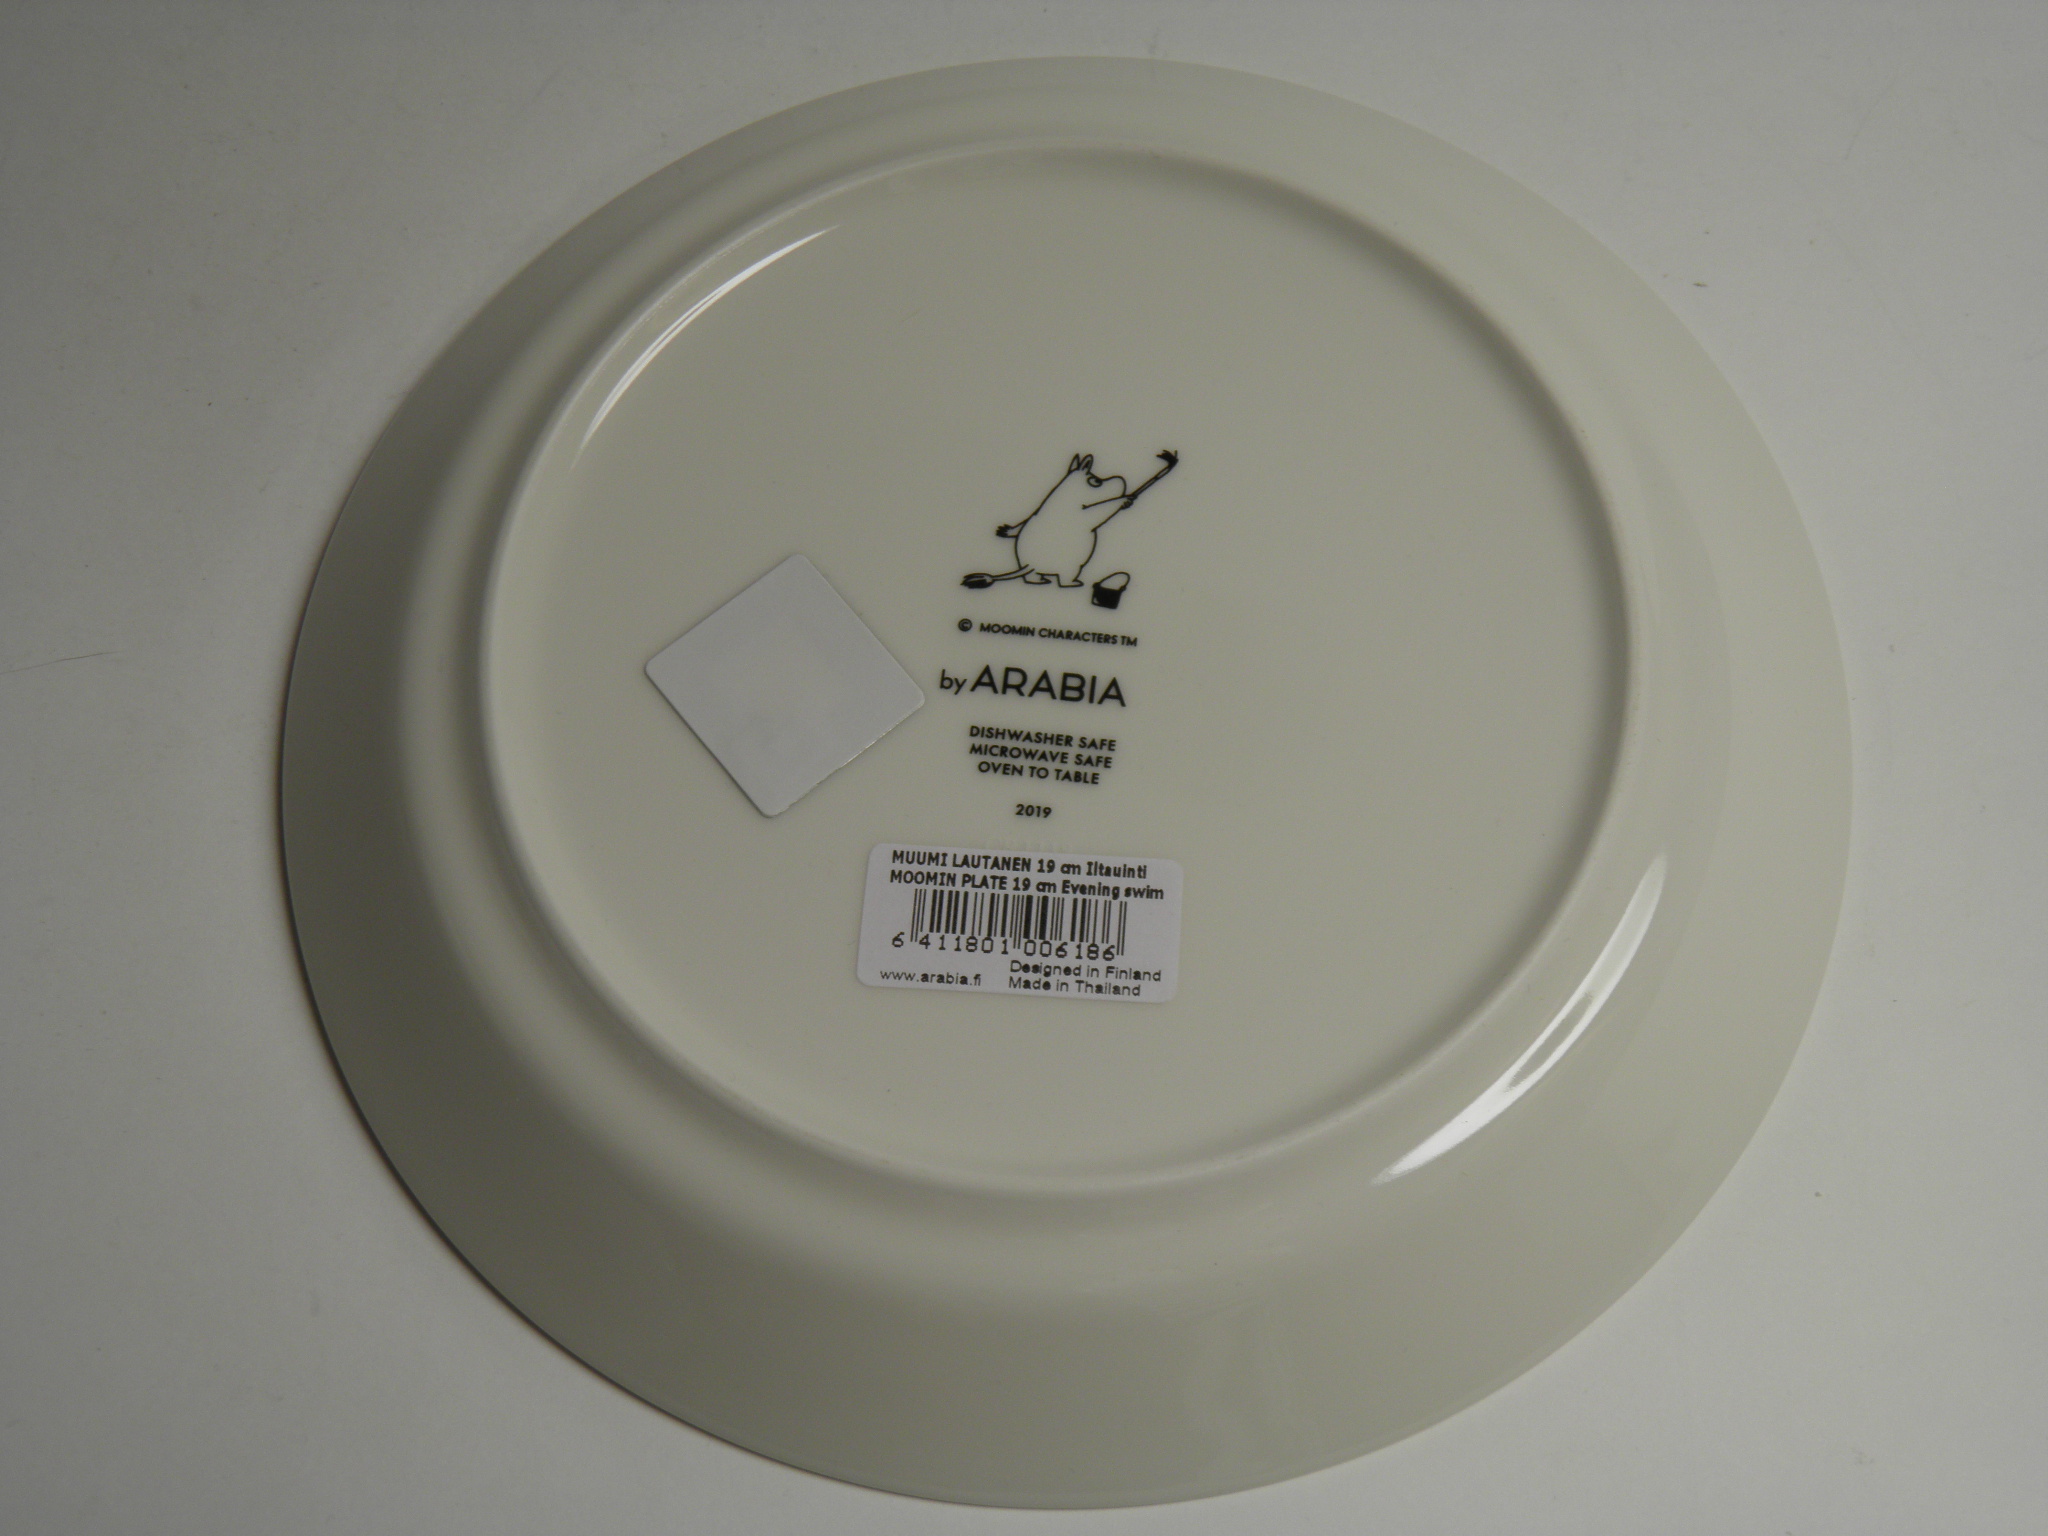 © MOOMIN CHARACTERS TM
by ARABIA
DISHWASHER SAFE
MICROWAVE SAFE
OVEN TO TABLE
2019
MUUMI LAUTANEN 19 cm Iltauinti
MOOMIN PLATE 19 cm Evening swim
6 411801 006186
www.arabia.fi
Designed in Finland
Made in Thailand